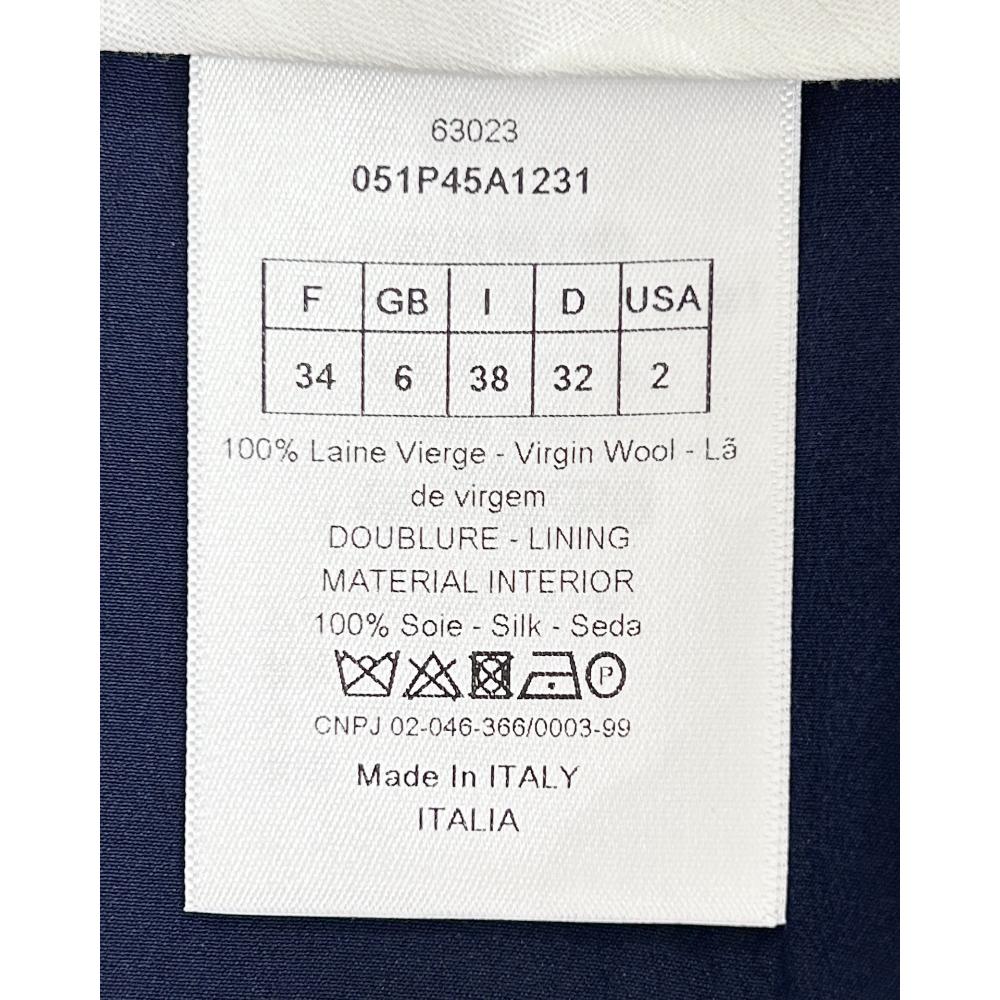 63023
051P45A1231
F GB I D USA
34 6 38 32 2
100% Laine Vierge - Virgin Wool - Lã
de virgem
DOUBLURE - LINING
MATERIAL INTERIOR
100% Soie - Silk - Seda
P
CNPJ 02-046-366/0003-99
Made In ITALY
ITALIA